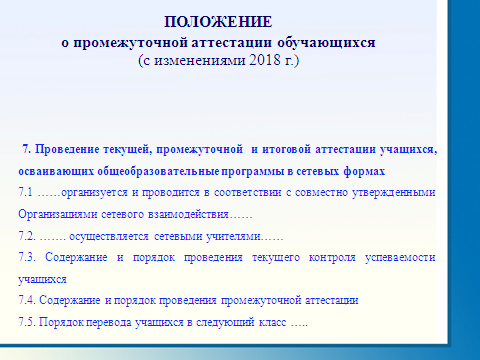 ПОЛОЖЕНИЕ
о промежуточной аттестации обучающихся
(с изменениями 2018 г.)
7. Проведение текущей, промежуточной и итоговой аттестации учащихся,
осваивающих общеобразовательные программы в сетевых формах
7.1 ……организуется и проводится в соответствии с совместно утвержденными
Организациями сетевого взаимодействия……
7.2. ……. осуществляется сетевыми учителями……
7.3. Содержание и порядок проведения текущего контроля успеваемости
учащихся
7.4. Содержание и порядок проведения промежуточной аттестации
7.5. Порядок перевода учащихся в следующий класс …..